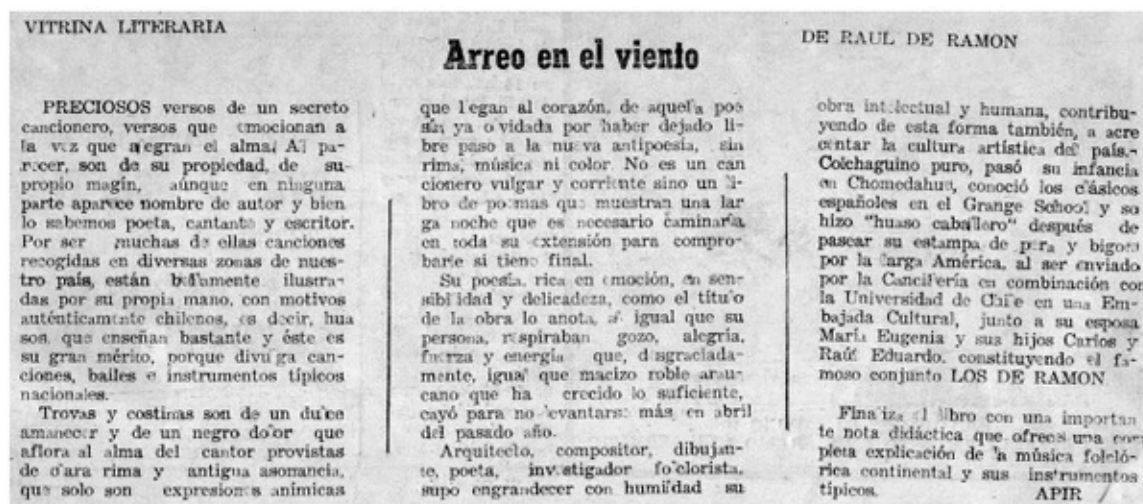 VITRINA LITERARIA
Arreo en el viento
DE RAUL DE RAMON
PRECIOSOS versos de un secreto
cancionero, versos que emocionan a
la vez que alegran el alma. Al pa-
recer, son de su propiedad, de su
propio magín, aúnque en ninguna
parte aparece nombre de autor y bien
lo sabemos poeta, cantante y escritor.
Por ser muchas de ellas canciones
recogidas en diversas zonas de nues-
tro país, están bellamente ilustra-
das por su propia mano, con motivos
auténticamente chilenos, es decir, hua
sos, que enseñan bastante y éste es
su gran mérito, porque divulga can-
ciones, bailes e instrumentos típicos
nacionales.
Trovas y costinas son de un dulce
amanecer y de un negro dolor que
aflora al alma del cantor provistas
de clara rima y antigua asonancia,
que solo son expresiones anímicas
que llegan al corazón, de aquella poe
sía ya olvidada por haber dejado li-
bre paso a la nueva antipoesía, sin
rima, música ni color. No es un can
cionero vulgar y corriente sino un li-
bro de poemas que muestran una lar
ga noche que es necesario caminarla
en toda su extensión para compro-
barle si tiene final.
Su poesía, rica en emoción, en sen-
sibilidad y delicadeza, como el título
de la obra lo anota, al igual que su
persona, respiraban gozo, alegría,
fuerza y energía que, desgraciada-
mente, igual que macizo roble arau-
cano que ha crecido lo suficiente,
cayó para no levantarse más en abril
del pasado año.
Arquitecto, compositor, dibujan-
te, poeta, investigador folclorista,
supo engrandecer con humildad su
obra intelectual y humana, contribu-
yendo de esta forma también, a acre
centar la cultura artística del país.-
Colchaguino puro, pasó su infancia
en Chomedahue, conoció los clásicos
españoles en el Grange School y se
hizo "huaso caballero" después de
pasear su estampa de pera y bigote
por la larga América, al ser enviado
por la Cancillería en combinación con
la Universidad de Chile en una Em-
bajada Cultural, junto a su esposa
María Eugenia y sus hijos Carlos y
Raúl Eduardo, constituyendo el fa-
moso conjunto LOS DE RAMON.
Finaliza el libro con una importan
te nota didáctica que ofrece una com
pleta explicación de la música folcló-
rica continental y sus instrumentos
típicos. APIR